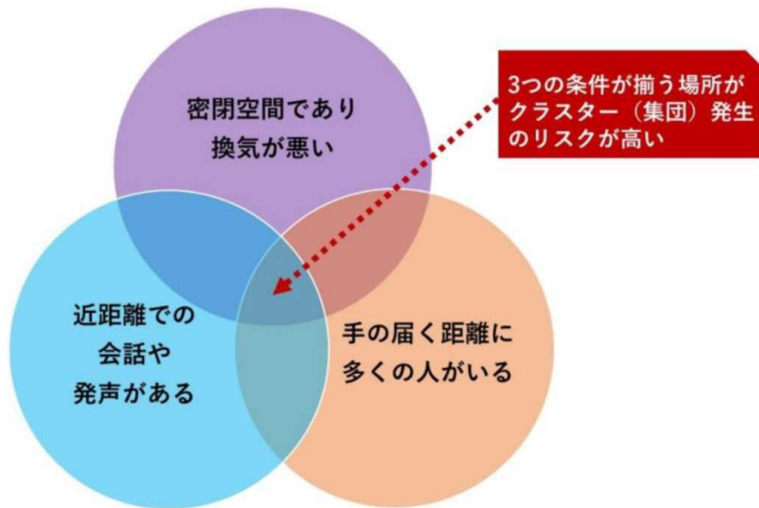 密閉空間であり
換気が悪い
3つの条件が揃う場所が
クラスター（集団）発生
のリスクが高い
近距離での
会話や
発声がある
手の届く距離に
多くの人がいる